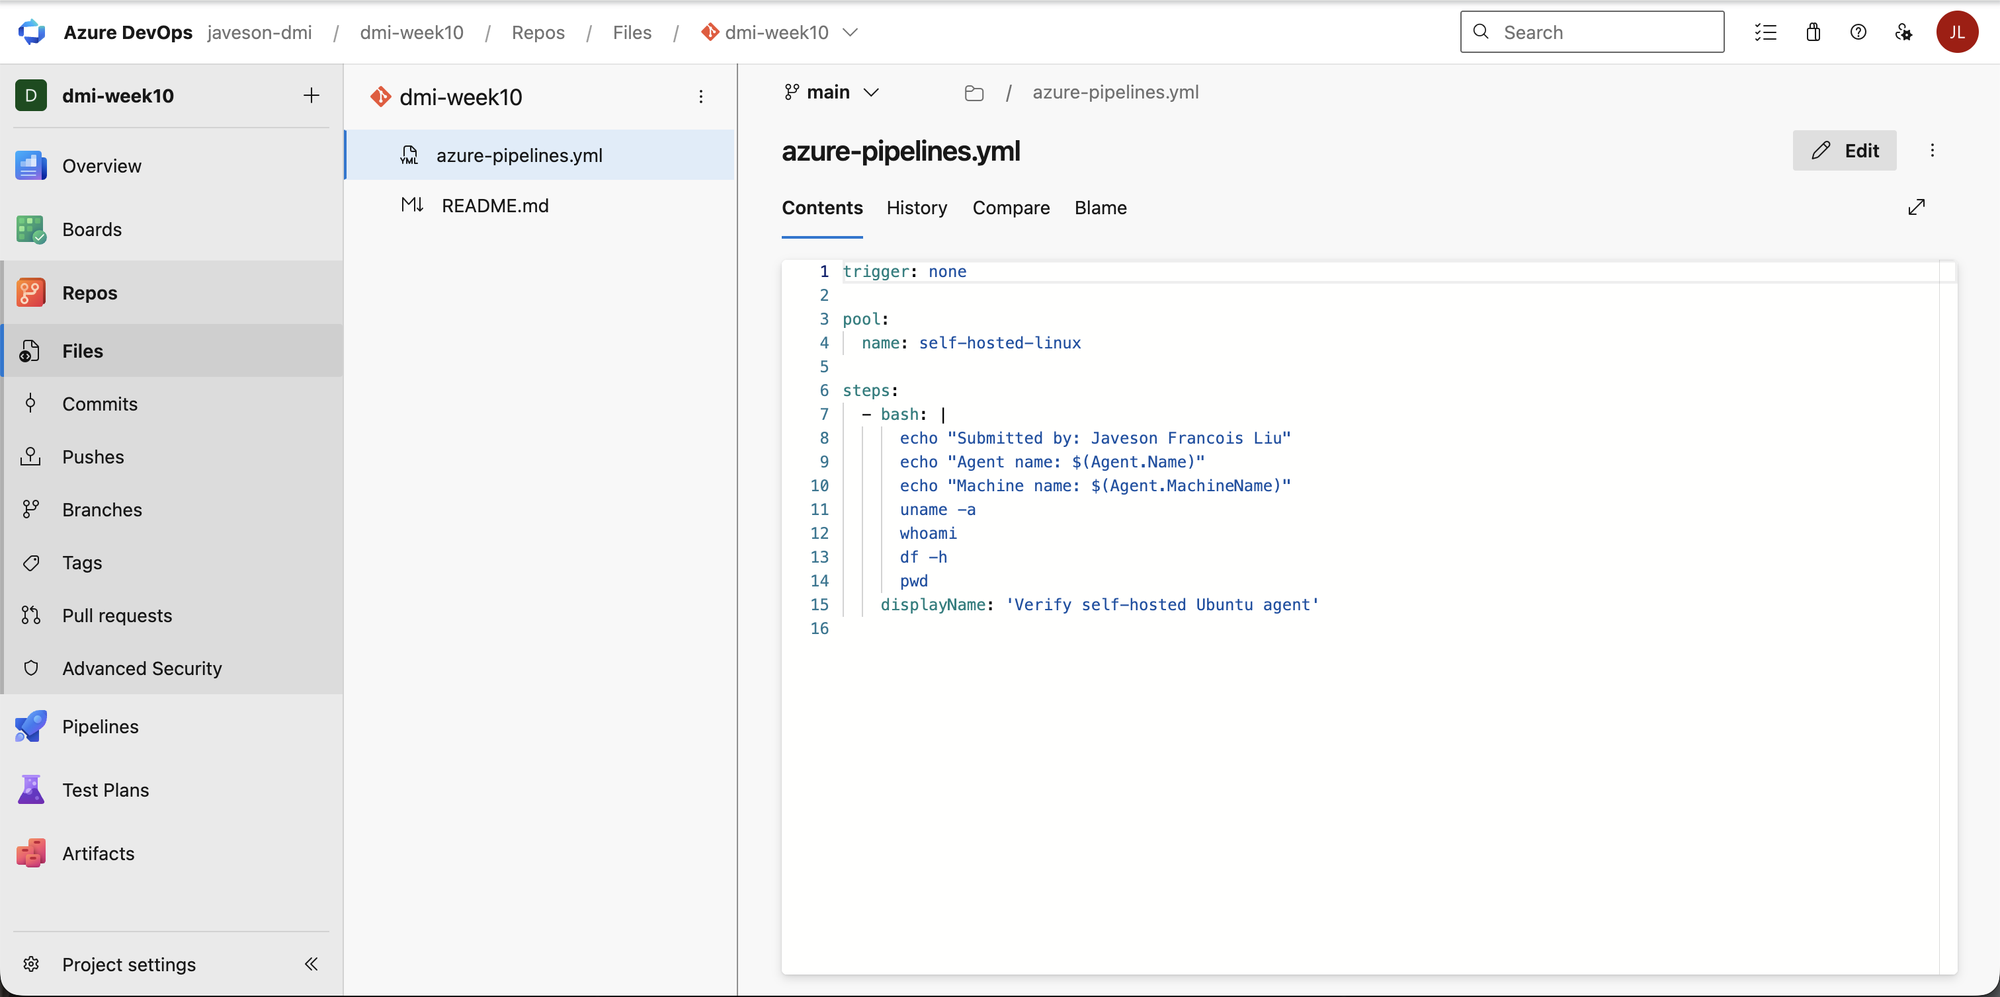 Azure DevOps javeson-dmi / dmi-week10 / Repos / Files / dmi-week10
Search
JL
D dmi-week10
Overview
Boards
Repos
Files
Commits
Pushes
Branches
Tags
Pull requests
Advanced Security
Pipelines
Test Plans
Artifacts
Project settings
dmi-week10
YML azure-pipelines.yml
M↓ README.md
main / azure-pipelines.yml
azure-pipelines.yml
Edit
Contents History Compare Blame
1 trigger: none
2
3 pool:
4 name: self-hosted-linux
5
6 steps:
7 - bash: |
8 echo "Submitted by: Javeson Francois Liu"
9 echo "Agent name: $(Agent.Name)"
10 echo "Machine name: $(Agent.MachineName)"
11 uname -a
12 whoami
13 df -h
14 pwd
15 displayName: 'Verify self-hosted Ubuntu agent'
16